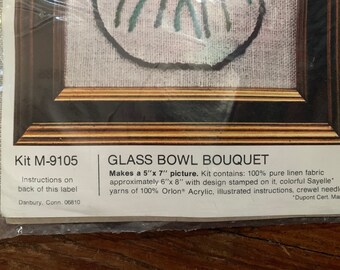 Kit M-9105
Instructions on
back of this label
Danbury, Conn. 06810
GLASS BOWL BOUQUET
Makes a 5"x 7" picture. Kit contains: 100% pure linen fabric
approximately 6"x 8" with design stamped on it, colorful Sayelle*
yarns of 100% Orlon* Acrylic, illustrated instructions, crewel needle
*Dupont Cert. Ma